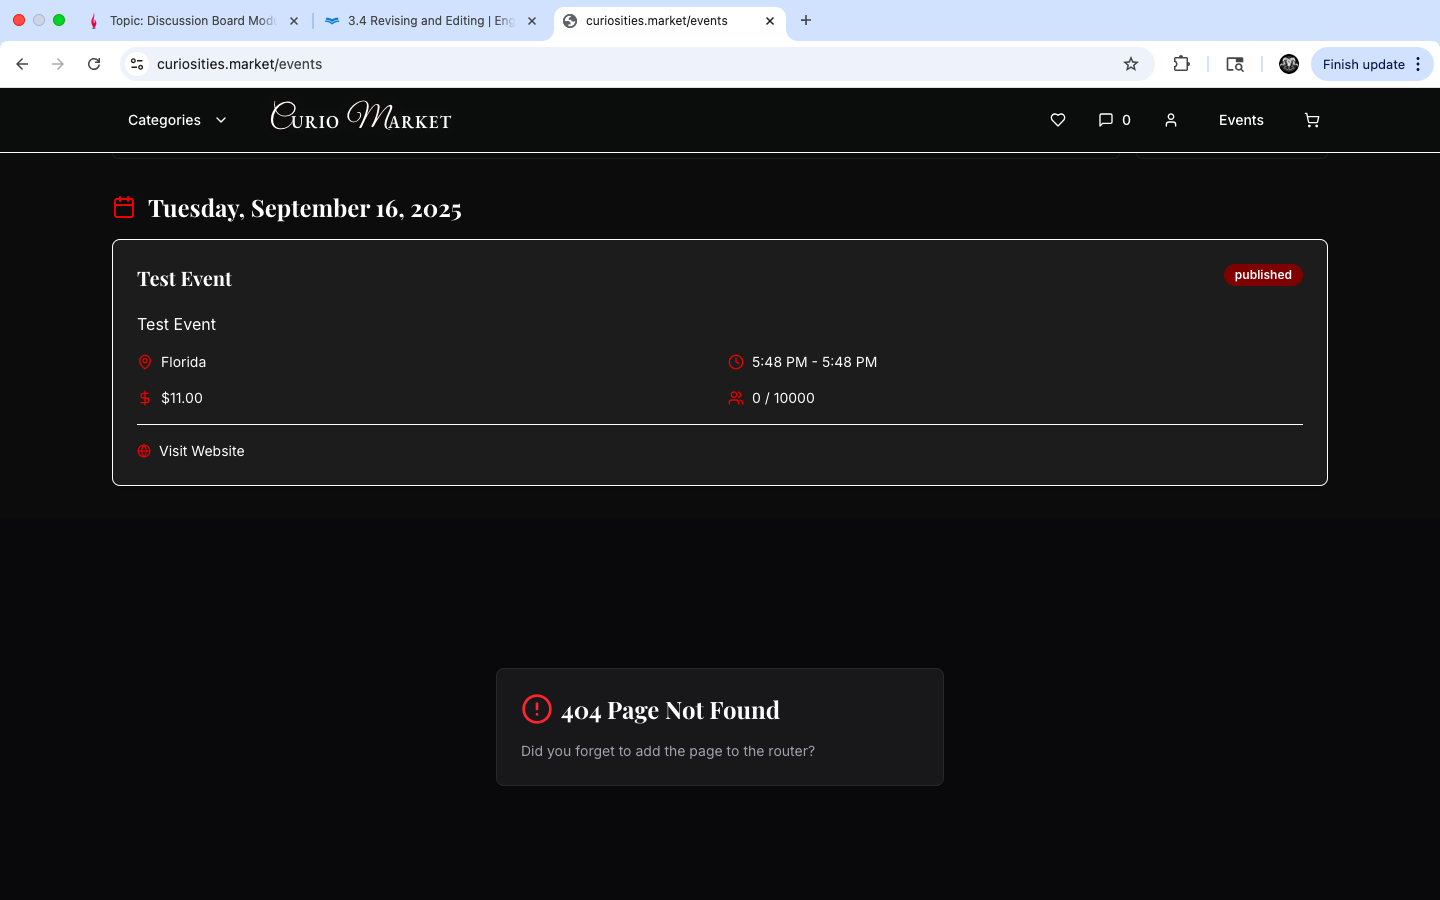 Topic: Discussion Board Modu
3.4 Revising and Editing | Eng
curiosities.market/events
curiosities.market/events
Finish update
Categories
Curio Market
0
Events
Tuesday, September 16, 2025
Test Event
published
Test Event
Florida
5:48 PM - 5:48 PM
$11.00
0 / 10000
Visit Website
404 Page Not Found
Did you forget to add the page to the router?